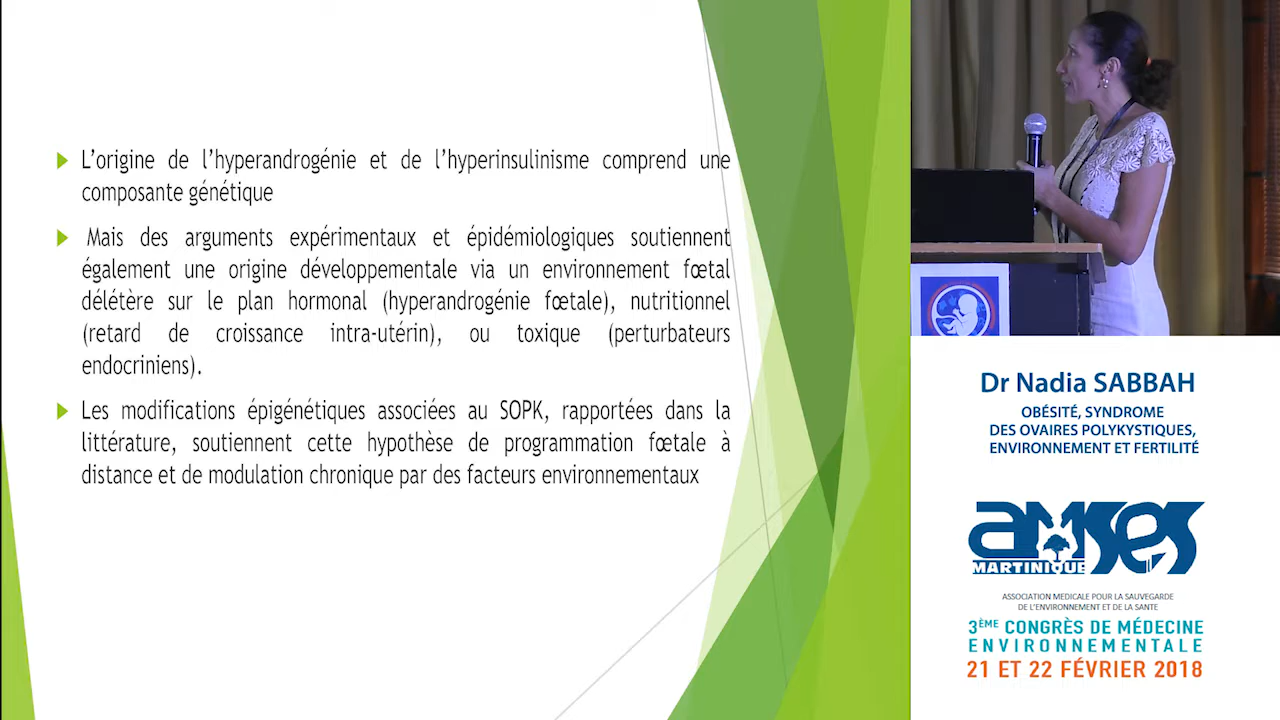 L'origine de l'hyperandrogénie et de l'hyperinsulinisme comprend une
composante génétique
Mais des arguments expérimentaux et épidémiologiques soutiennent
également une origine développementale via un environnement fœtal
délétère sur le plan hormonal (hyperandrogénie fœtale), nutritionnel
(retard de croissance intra-utérin), ou toxique (perturbateurs
endocriniens).
Les modifications épigénétiques associées au SOPK, rapportées dans la
littérature, soutiennent cette hypothèse de programmation fœtale à
distance et de modulation chronique par des facteurs environnementaux
Dr Nadia SABBAH
OBÉSITÉ, SYNDROME
DES OVAIRES POLYKYSTIQUES,
ENVIRONNEMENT ET FERTILITÉ
AMSES
MARTINIQUE
ASSOCIATION MEDICALE POUR LA SAUVEGARDE
DE L'ENVIRONNEMENT ET DE LA SANTE
3ÈME CONGRÈS DE MÉDECINE
ENVIRONNEMENTALE
21 ET 22 FÉVRIER 2018